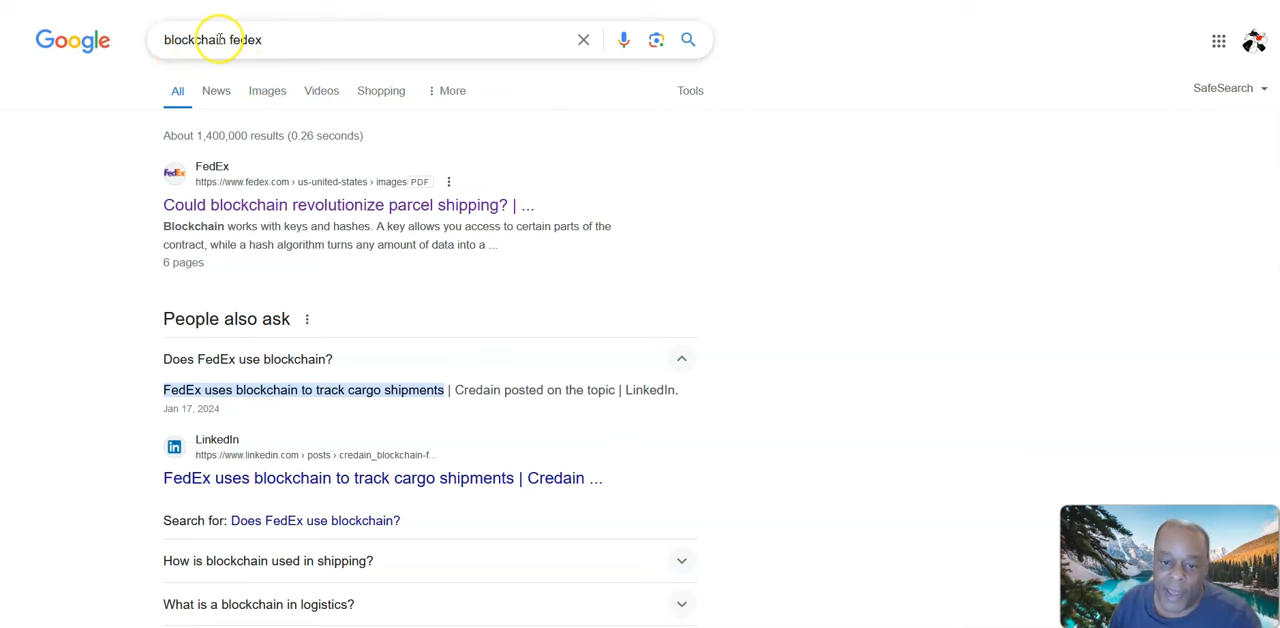 Google
blockchain fedex
All News Images Videos Shopping More Tools
SafeSearch
About 1,400,000 results (0.26 seconds)
FedEx
FedEx
https://www.fedex.com › us-united-states › images PDF
Could blockchain revolutionize parcel shipping? | ...
Blockchain works with keys and hashes. A key allows you access to certain parts of the
contract, while a hash algorithm turns any amount of data into a ...
6 pages
People also ask
Does FedEx use blockchain?
FedEx uses blockchain to track cargo shipments | Credain posted on the topic | LinkedIn.
Jan 17, 2024
in
LinkedIn
https://www.linkedin.com › posts › credain_blockchain-f...
FedEx uses blockchain to track cargo shipments | Credain ...
Search for: Does FedEx use blockchain?
How is blockchain used in shipping?
What is a blockchain in logistics?